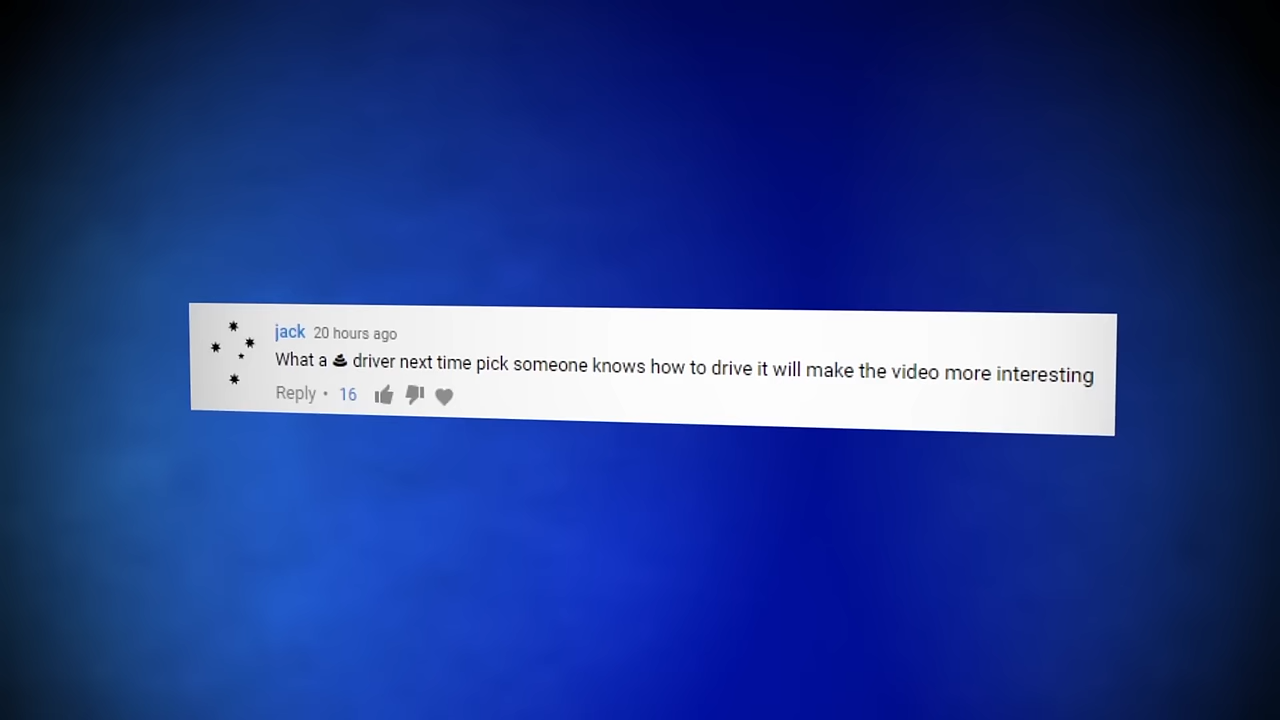 jack 20 hours ago
What a 💩 driver next time pick someone knows how to drive it will make the video more interesting
Reply • 16